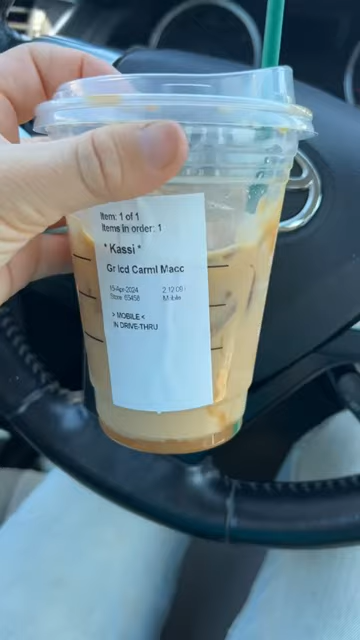 Item: 1 of 1
Items in order: 1
* Kassi *
Gr Icd Carml Macc
15-Apr-2024
Store 65458
Mobile
> MOBILE <
IN DRIVE-THRU